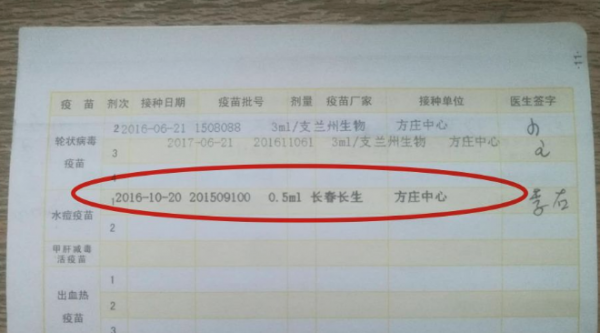 ·11·
疫苗 剂次 接种日期 疫苗批号 剂量 疫苗厂家 接种单位 医生签字
轮状病毒疫苗 2 2016-06-21 1508088 3ml/支 兰州生物 方庄中心
3 2017-06-21 201611061 3ml/支 兰州生物 方庄中心
4
水痘疫苗 1 2016-10-20 201509100 0.5ml 长春长生 方庄中心
2
甲肝减毒活疫苗
出血热疫苗 1
2
3